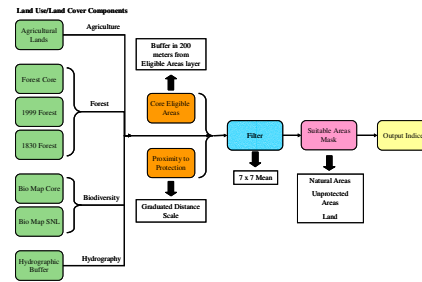 Land Use/Land Cover Components
Agricultural
Lands
Agriculture
Forest Core
1999 Forest
1830 Forest
Forest
Bio Map Core
Bio Map SNL
Biodiversity
Hydrographic
Buffer
Hydrography
Buffer in 200
meters from
Eligible Areas layer
Core Eligible
Areas
Proximity to
Protection
Graduated Distance
Scale
Filter
7 x 7 Mean
Suitable Areas
Mask
Natural Areas
Unprotected
Areas
Land
Output Indice